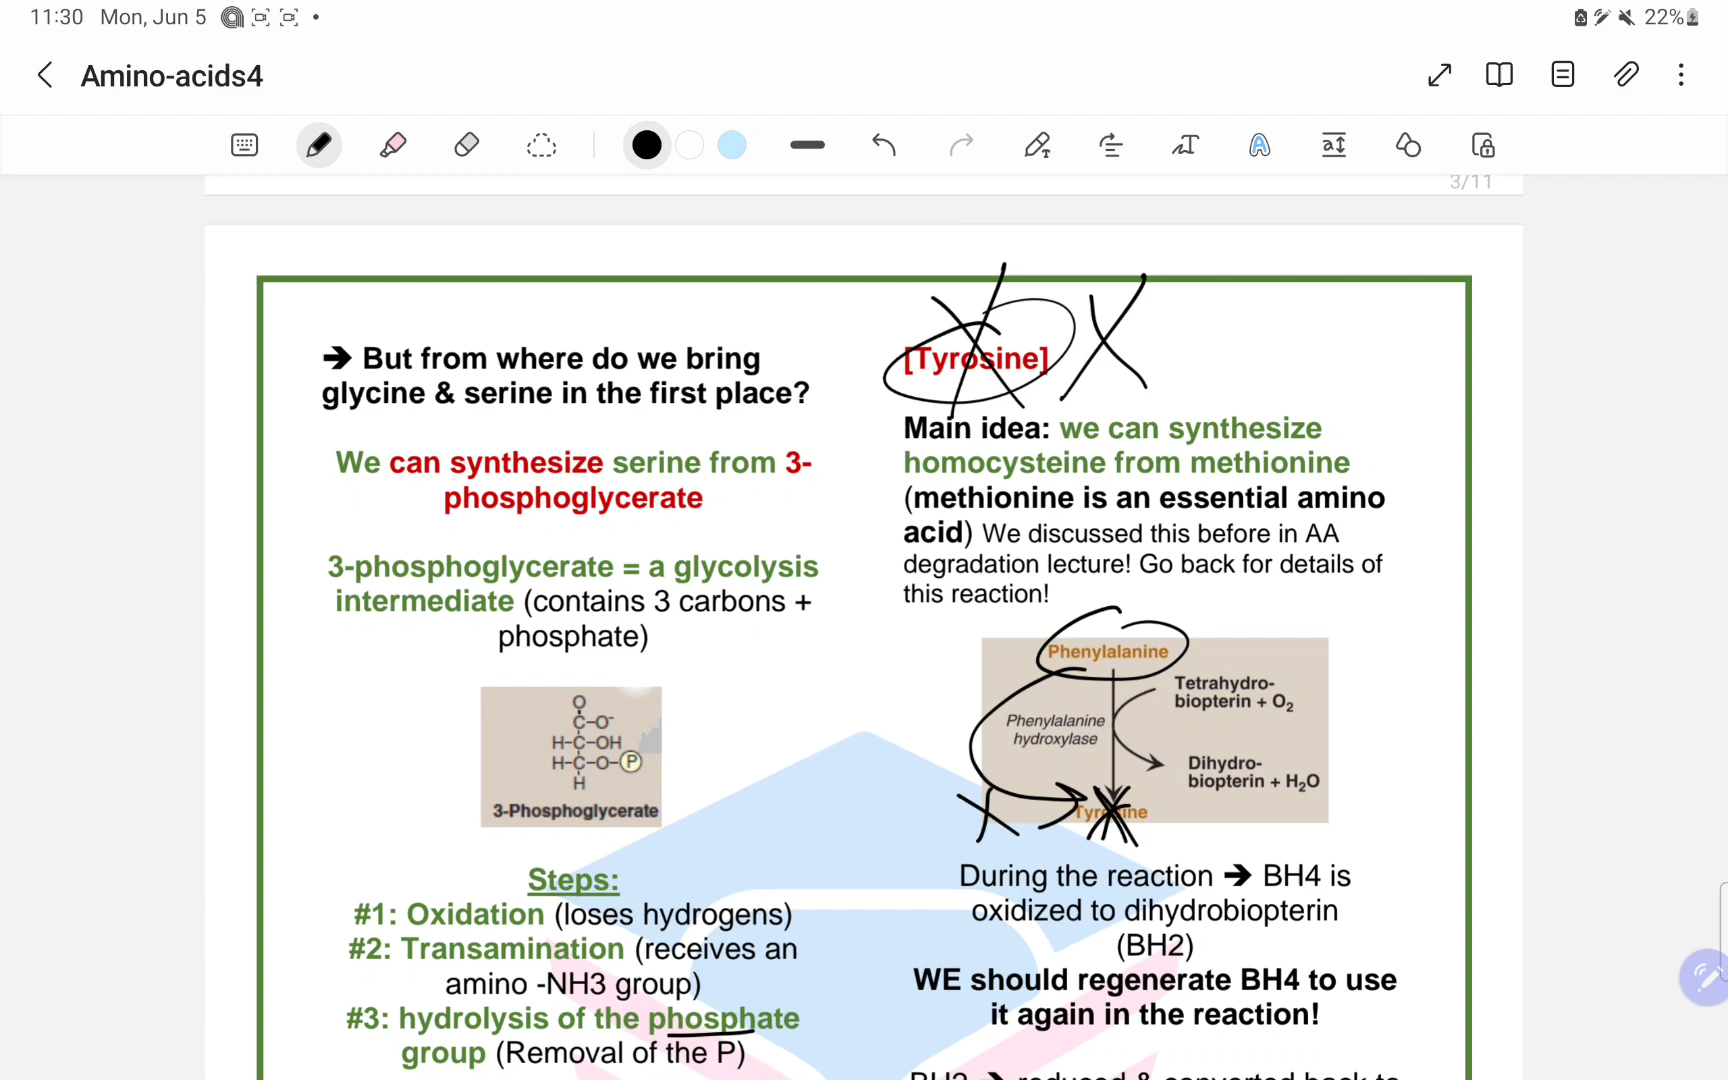 11:30 Mon, Jun 5
22%
Amino-acids4
3/11
➔ But from where do we bring
glycine & serine in the first place?
We can synthesize serine from 3-
phosphoglycerate
3-phosphoglycerate = a glycolysis
intermediate (contains 3 carbons +
phosphate)
O
C–O⁻
H–C–OH
H–C–O–P
H
3-Phosphoglycerate
Steps:
#1: Oxidation (loses hydrogens)
#2: Transamination (receives an
amino -NH3 group)
#3: hydrolysis of the phosphate
group (Removal of the P)
[Tyrosine]
Main idea: we can synthesize
homocysteine from methionine
(methionine is an essential amino
acid) We discussed this before in AA
degradation lecture! Go back for details of
this reaction!
Phenylalanine
Tetrahydro-
biopterin + O₂
Phenylalanine
hydroxylase
Dihydro-
biopterin + H₂O
Tyrosine
During the reaction ➔ BH4 is
oxidized to dihydrobiopterin
(BH2)
WE should regenerate BH4 to use
it again in the reaction!
BH2 ➔ reduced & converted back to